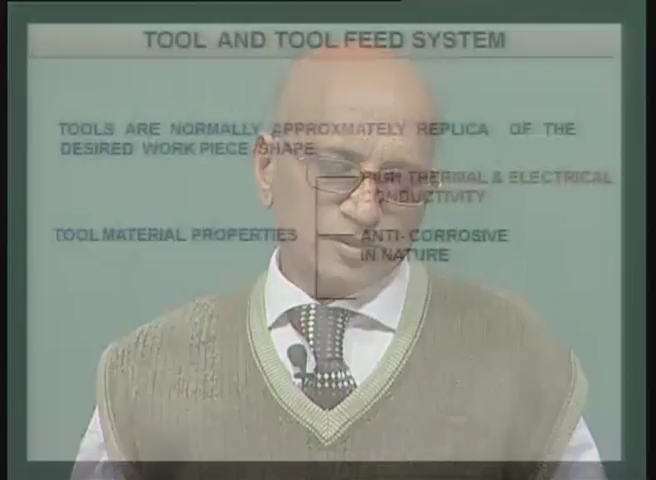 TOOL AND TOOL FEED SYSTEM
TOOLS ARE NORMALLY APPROXMATELY REPLICA OF THE
DESIRED WORK PIECE SHAPE
HIGH THERMAL & ELECTRICAL
CONDUCTIVITY
TOOL MATERIAL PROPERTIES
ANTI-CORROSIVE
IN NATURE